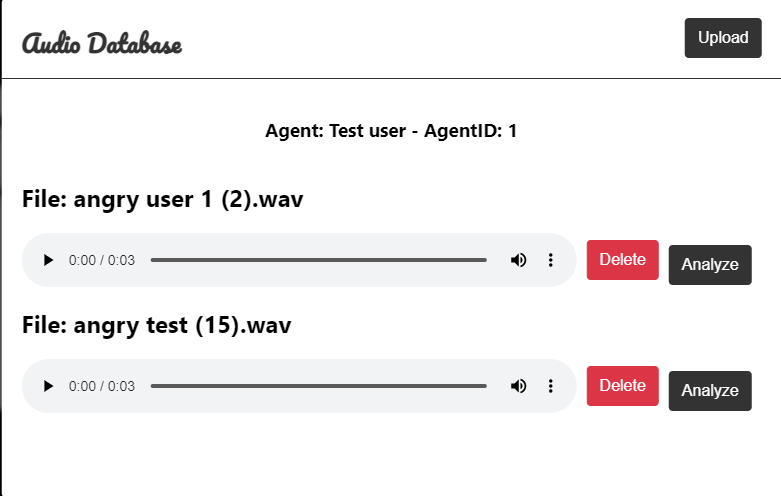 Audio Database
Upload
Agent: Test user - AgentID: 1
File: angry user 1 (2).wav
0:00 / 0:03
Delete
Analyze
File: angry test (15).wav
0:00 / 0:03
Delete
Analyze